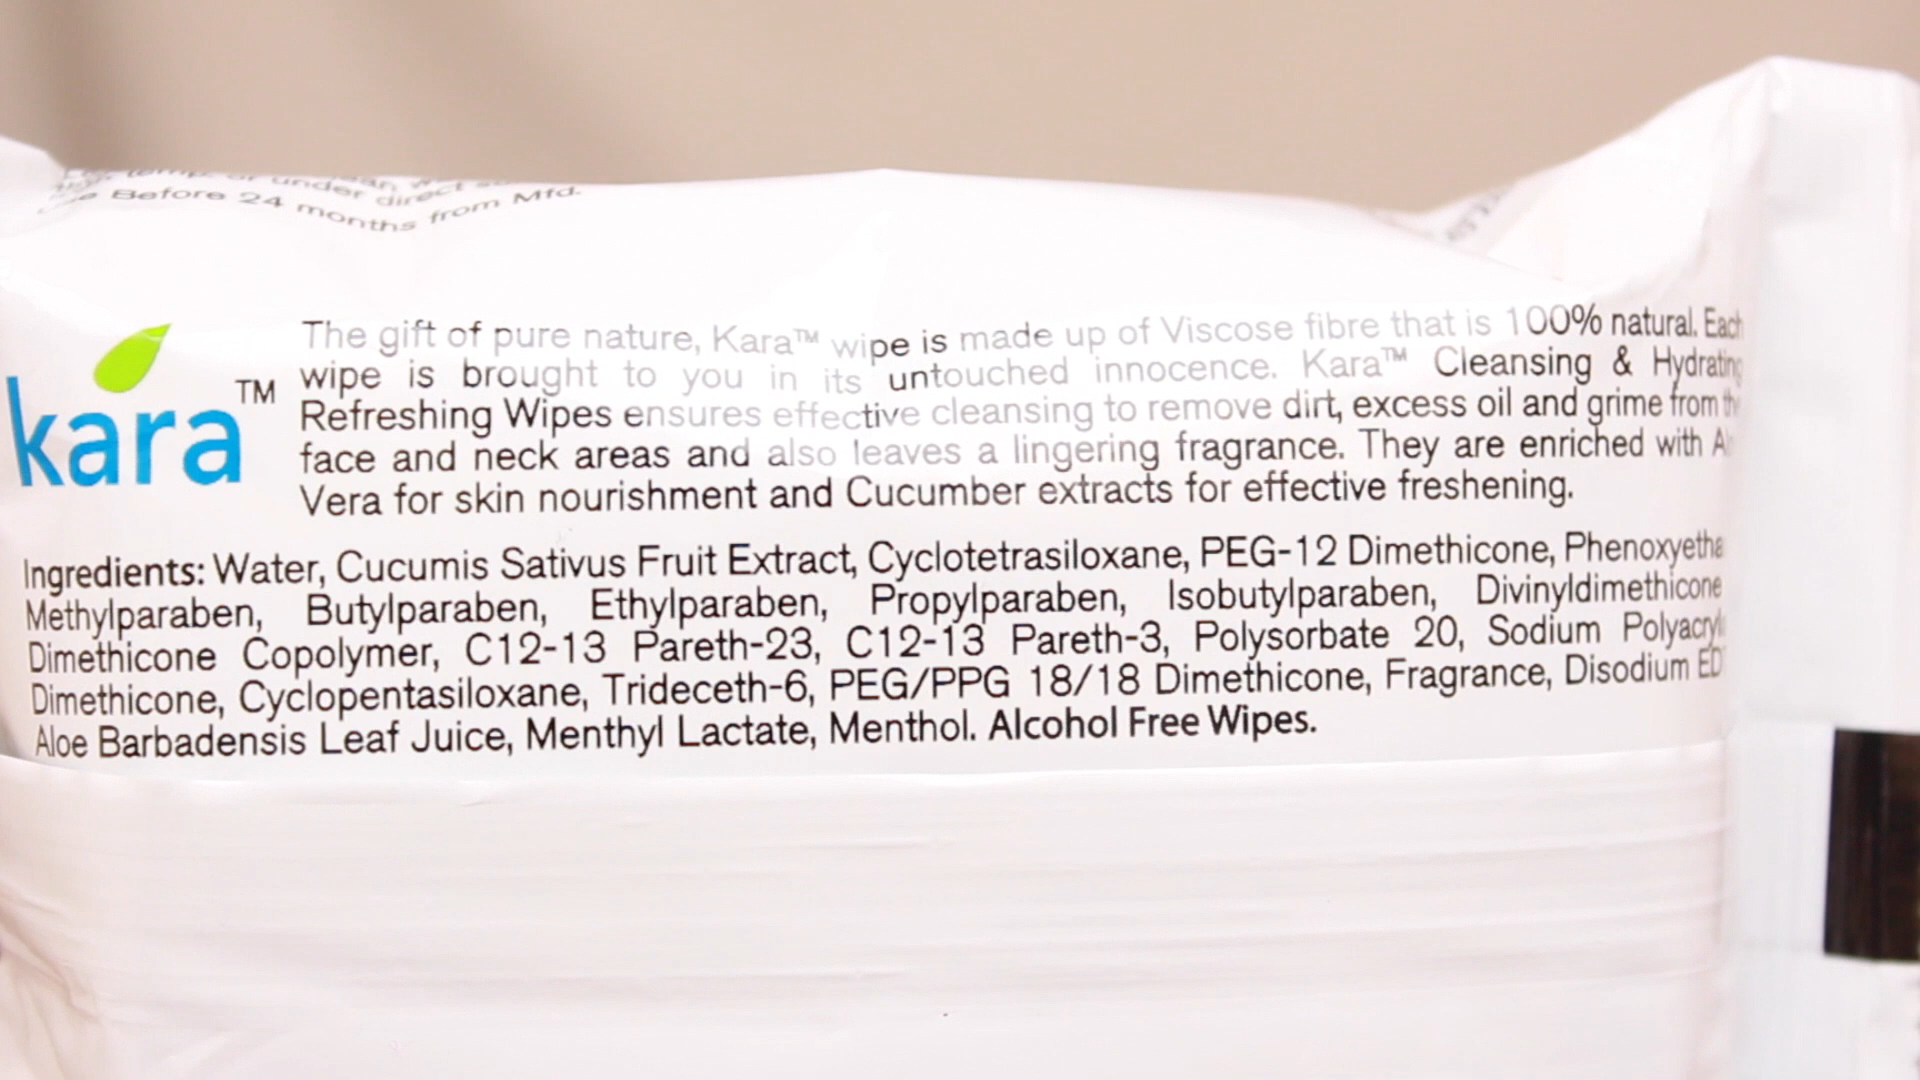 Before 24 months from Mfd.
kara™
The gift of pure nature, Kara™ wipe is made up of Viscose fibre that is 100% natural. Each
wipe is brought to you in its untouched innocence. Kara™ Cleansing & Hydrating
Refreshing Wipes ensures effective cleansing to remove dirt, excess oil and grime from
face and neck areas and also leaves a lingering fragrance. They are enriched with
Vera for skin nourishment and Cucumber extracts for effective freshening.
Ingredients: Water, Cucumis Sativus Fruit Extract, Cyclotetrasiloxane, PEG-12 Dimethicone,
Methylparaben, Butylparaben, Ethylparaben, Propylparaben, Isobutylparaben, Divinyldimethicone
Dimethicone Copolymer, C12-13 Pareth-23, C12-13 Pareth-3, Polysorbate 20, Sodium
Dimethicone, Cyclopentasiloxane, Trideceth-6, PEG/PPG 18/18 Dimethicone, Fragrance, Disodium
Aloe Barbadensis Leaf Juice, Menthyl Lactate, Menthol. Alcohol Free Wipes.